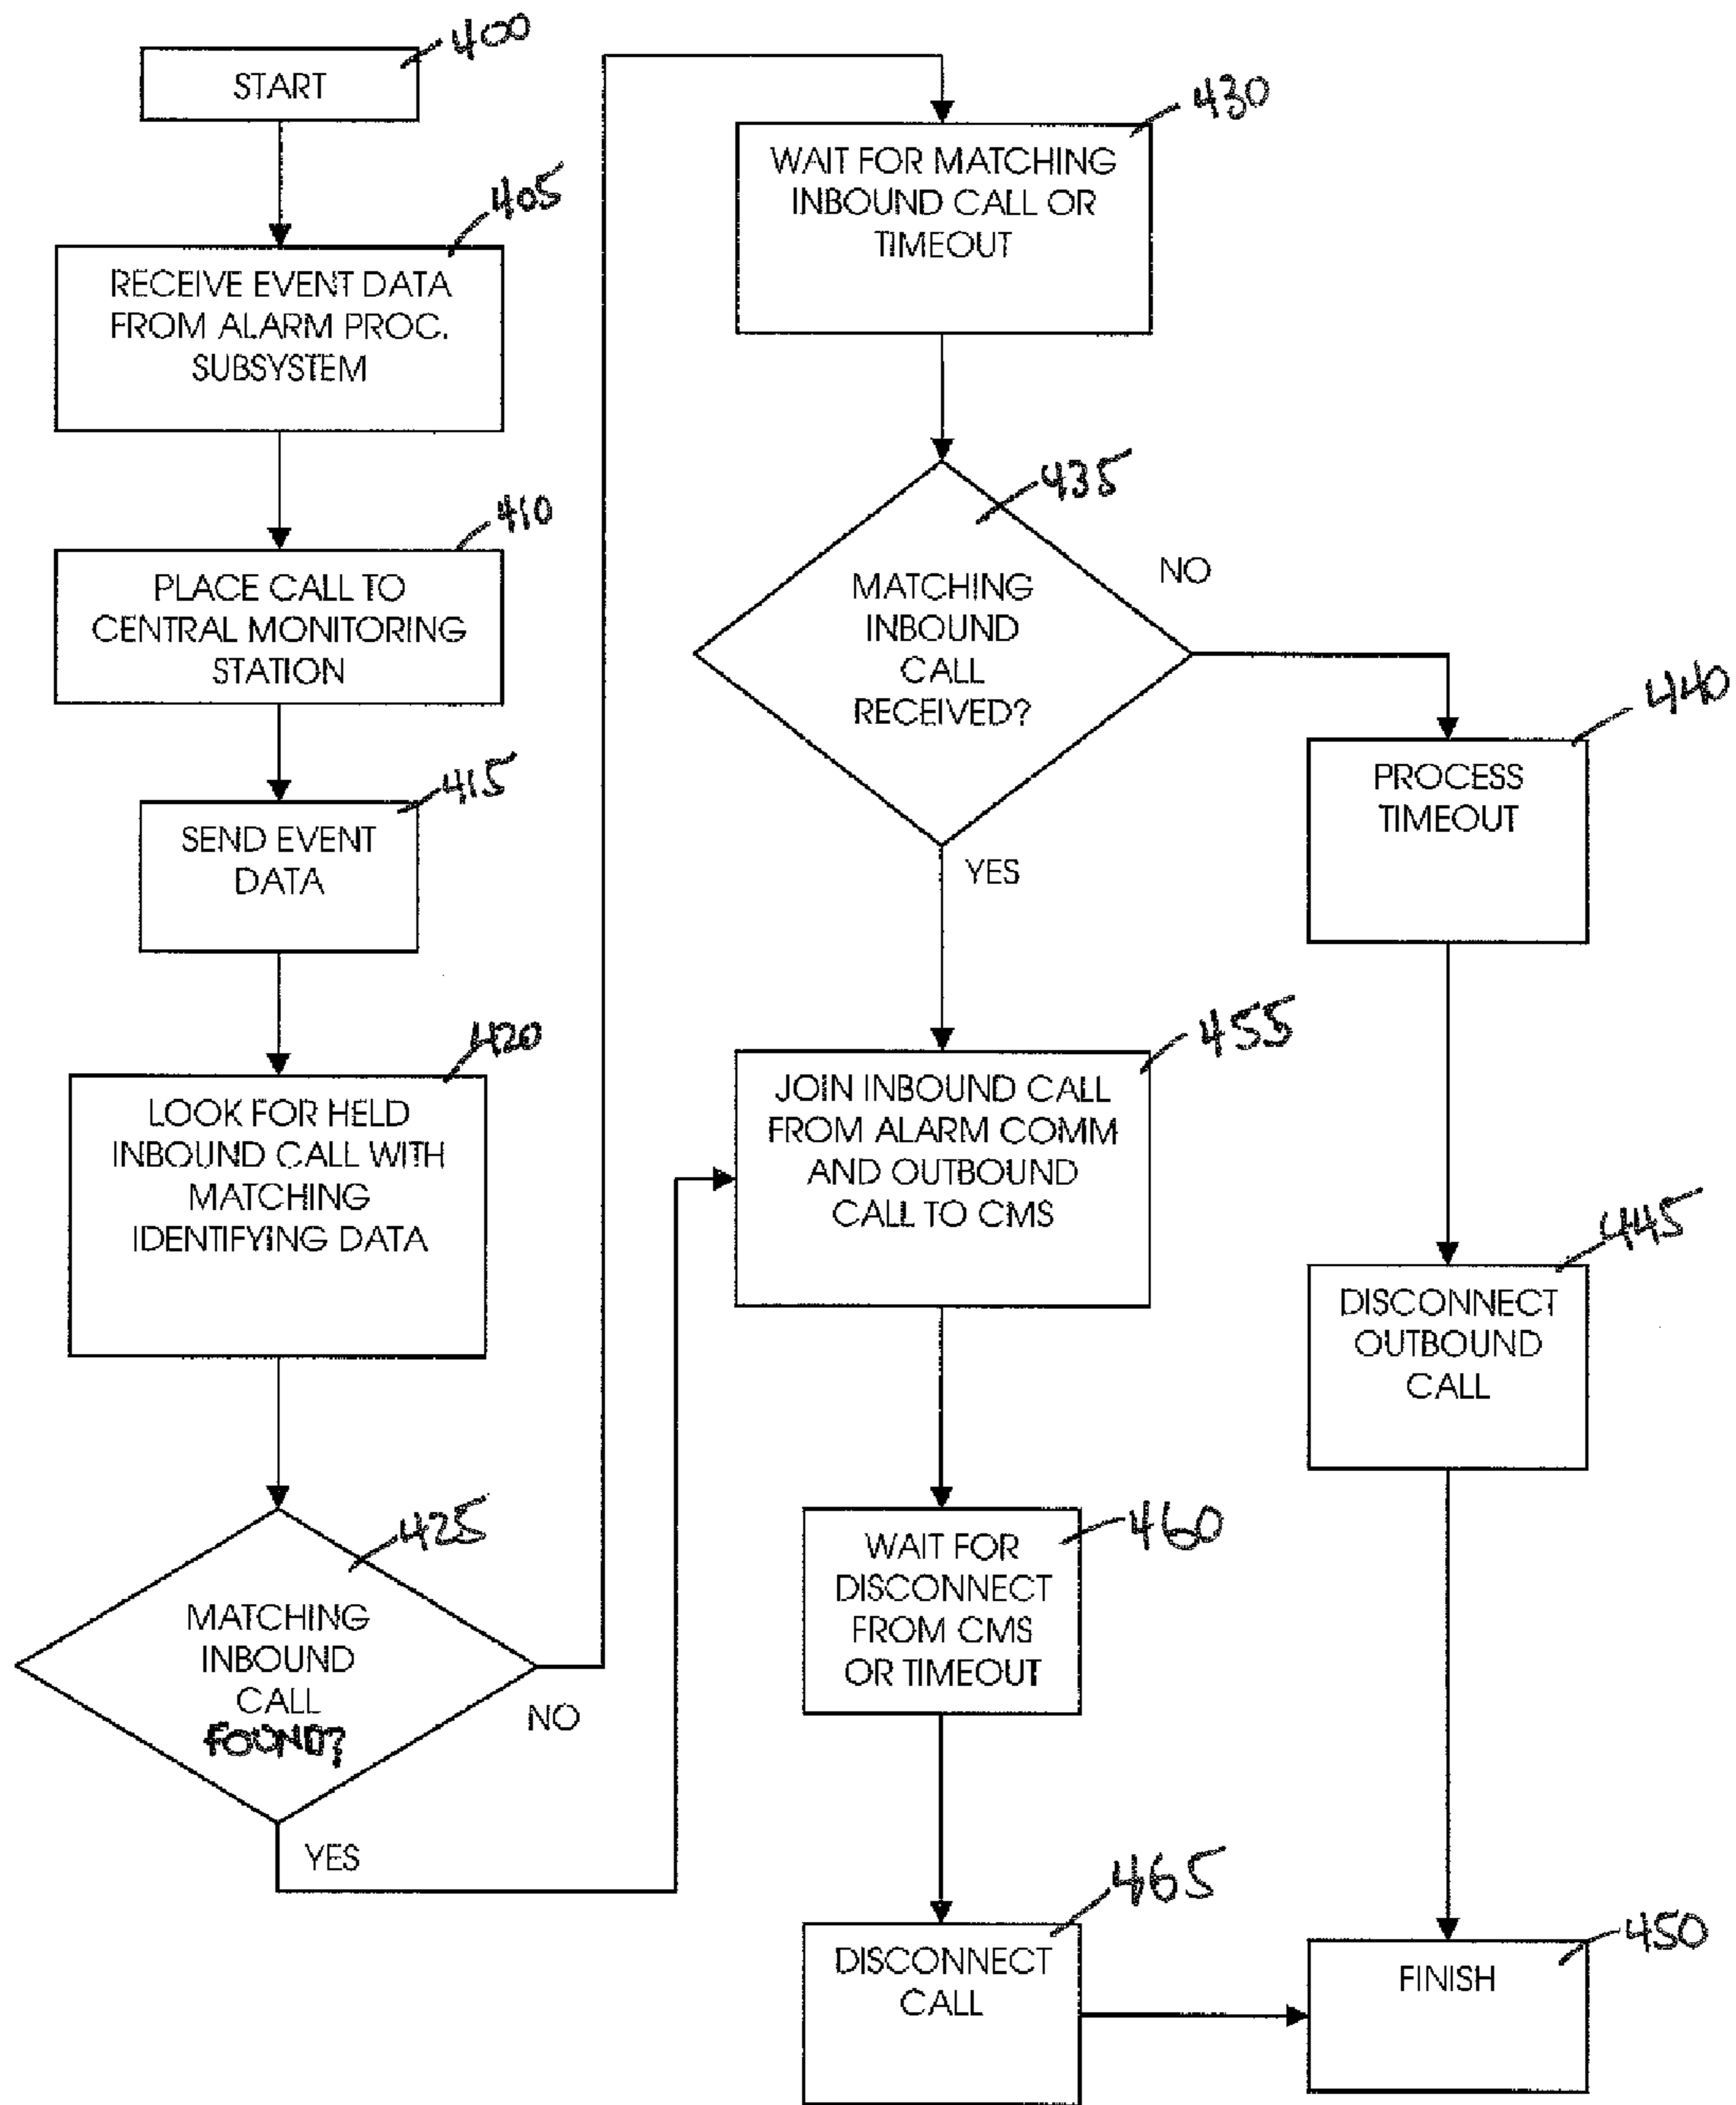 400
START
405
RECEIVE EVENT DATA
FROM ALARM PROC.
SUBSYSTEM
410
PLACE CALL TO
CENTRAL MONITORING
STATION
415
SEND EVENT
DATA
420
LOOK FOR HELD
INBOUND CALL WITH
MATCHING
IDENTIFYING DATA
425
MATCHING
INBOUND
CALL
FOUND?
NO
YES
430
WAIT FOR MATCHING
INBOUND CALL OR
TIMEOUT
435
MATCHING
INBOUND
CALL
RECEIVED?
NO
YES
440
PROCESS
TIMEOUT
445
DISCONNECT
OUTBOUND
CALL
455
JOIN INBOUND CALL
FROM ALARM COMM
AND OUTBOUND
CALL TO CMS
460
WAIT FOR
DISCONNECT
FROM CMS
OR TIMEOUT
465
DISCONNECT
CALL
450
FINISH